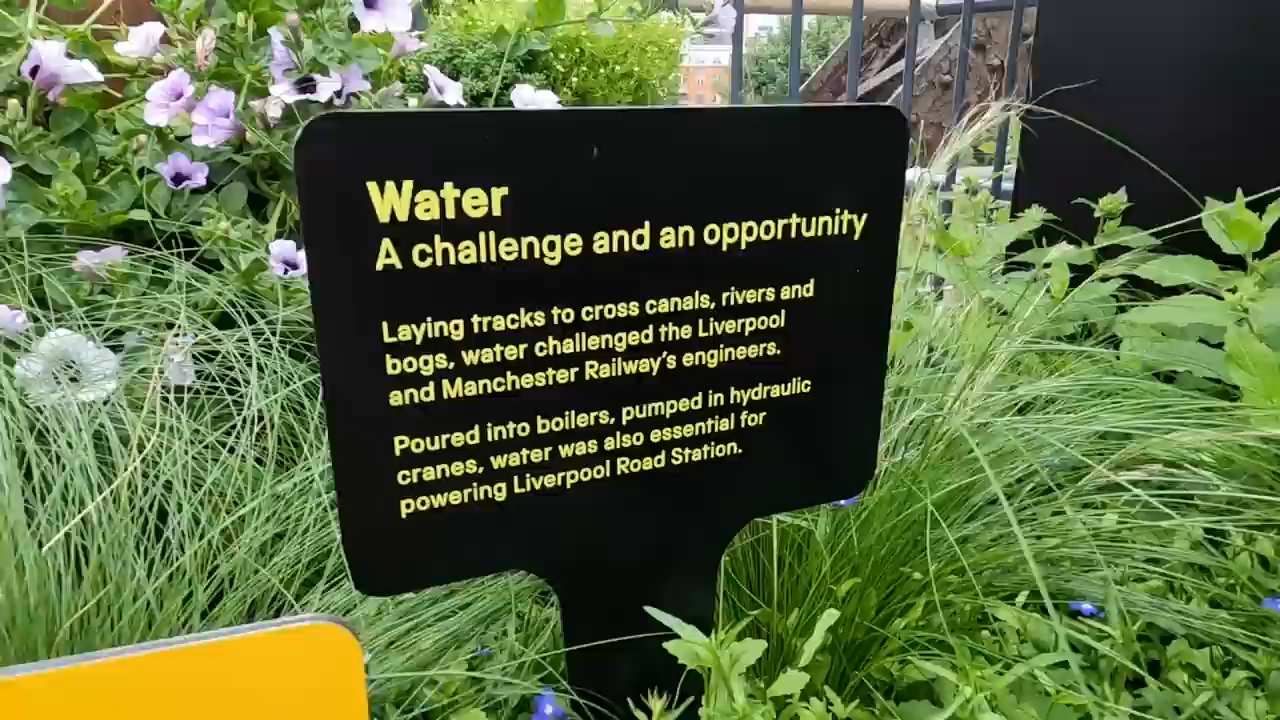 Water
A challenge and an opportunity
Laying tracks to cross canals, rivers and
bogs, water challenged the Liverpool
and Manchester Railway's engineers.
Poured into boilers, pumped in hydraulic
cranes, water was also essential for
powering Liverpool Road Station.